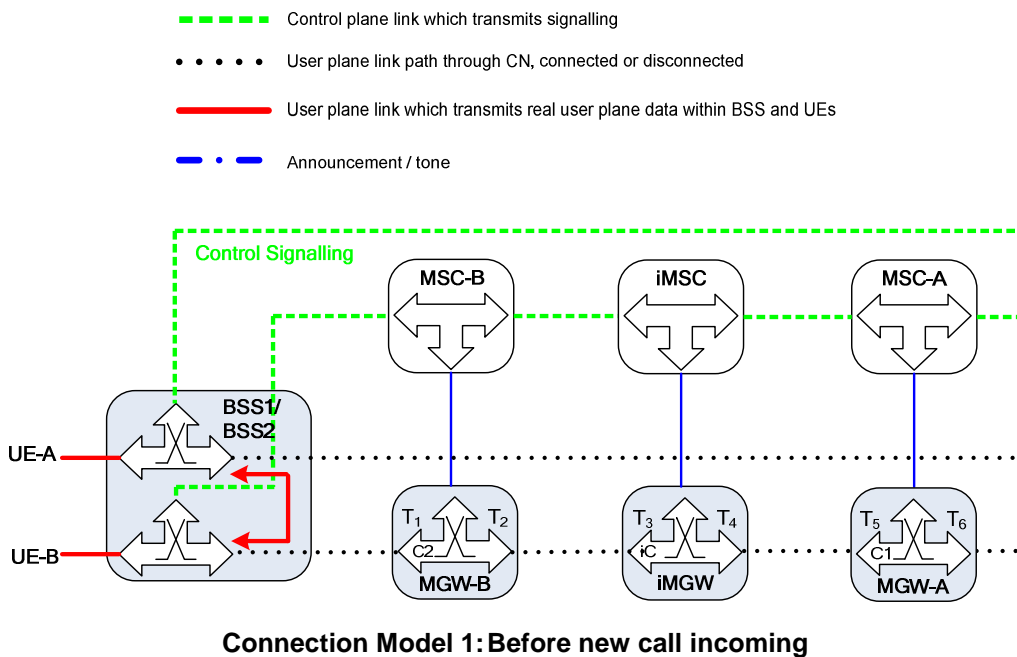 Control plane link which transmits signalling
User plane link path through CN, connected or disconnected
User plane link which transmits real user plane data within BSS and UEs
Announcement / tone
Control Signalling
MSC-B
iMSC
MSC-A
BSS1/
BSS2
UE-A
UE-B
T1 T2
C2
MGW-B
T3 T4
iC
iMGW
T5 T6
C1
MGW-A
Connection Model 1: Before new call incoming